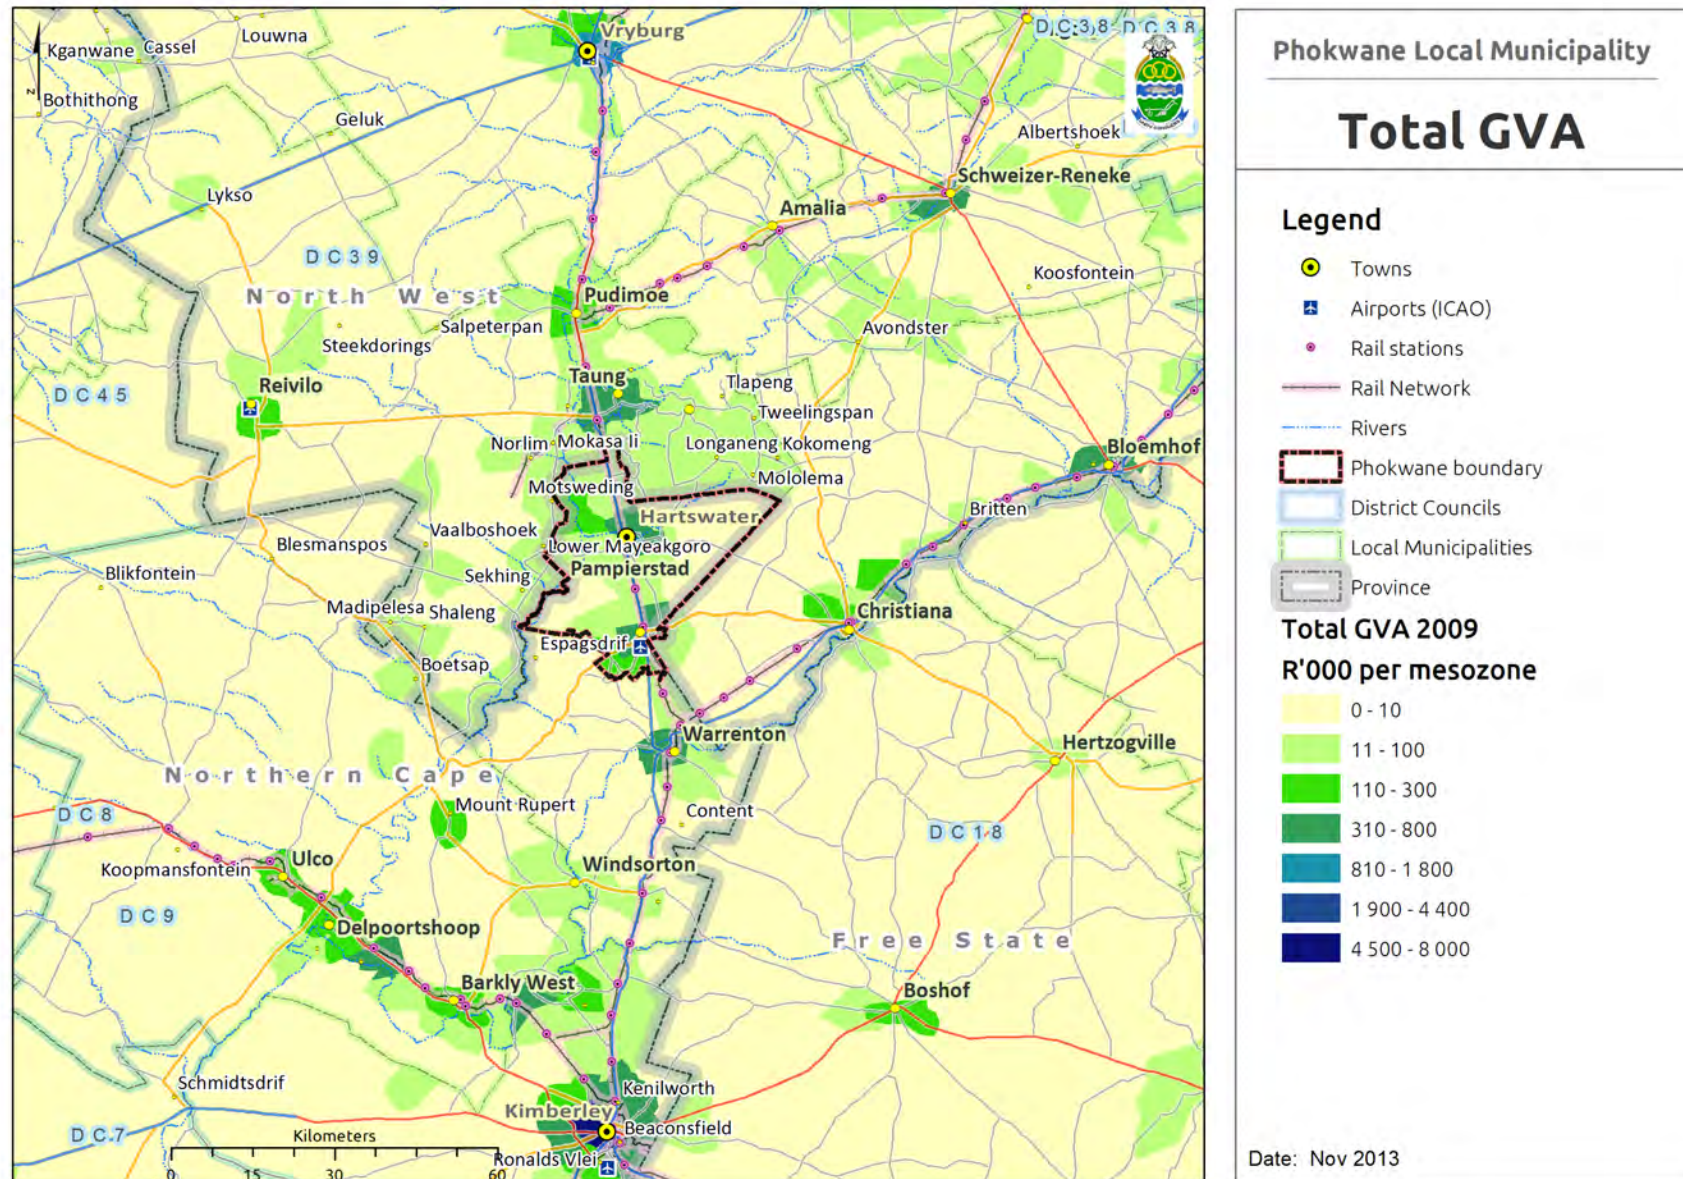 Phokwane Local Municipality
Total GVA
Legend
Towns
Airports (ICAO)
Rail stations
Rail Network
Rivers
Phokwane boundary
District Councils
Local Municipalities
Province
Total GVA 2009
R'000 per mesozone
0 - 10
11 - 100
110 - 300
310 - 800
810 - 1 800
1 900 - 4 400
4 500 - 8 000
Date: Nov 2013
Kganwane
Cassel
Louwna
Vryburg
DC38
N
Bothithong
Geluk
Albertshoek
Lykso
Schweizer-Reneke
Amalia
DC39
North West
Pudimoe
Koosfontein
Salpeterpan
Steekdorings
Avondster
DC45
Reivilo
Taung
Tlapeng
Tweelingspan
Norlim
Mokasa Ii
Longaneng
Kokomeng
Bloemhof
Motsweding
Mololema
Hartswater
Britten
Vaalboshoek
Lower Mayeakgoro
Blesmanspos
Pampierstad
Blikfontein
Sekhing
Madipelesa
Shaleng
Christiana
Espagsdrif
Boetsap
Warrenton
Hertzogville
Northern Cape
Mount Rupert
Content
DC8
DC18
Koopmansfontein
Ulco
Windsorton
DC9
Delpoortshoop
Free State
Barkly West
Boshof
Schmidtsdrif
Kenilworth
Kimberley
Beaconsfield
DC7
Kilometers
Ronalds Vlei
0 15 30 60